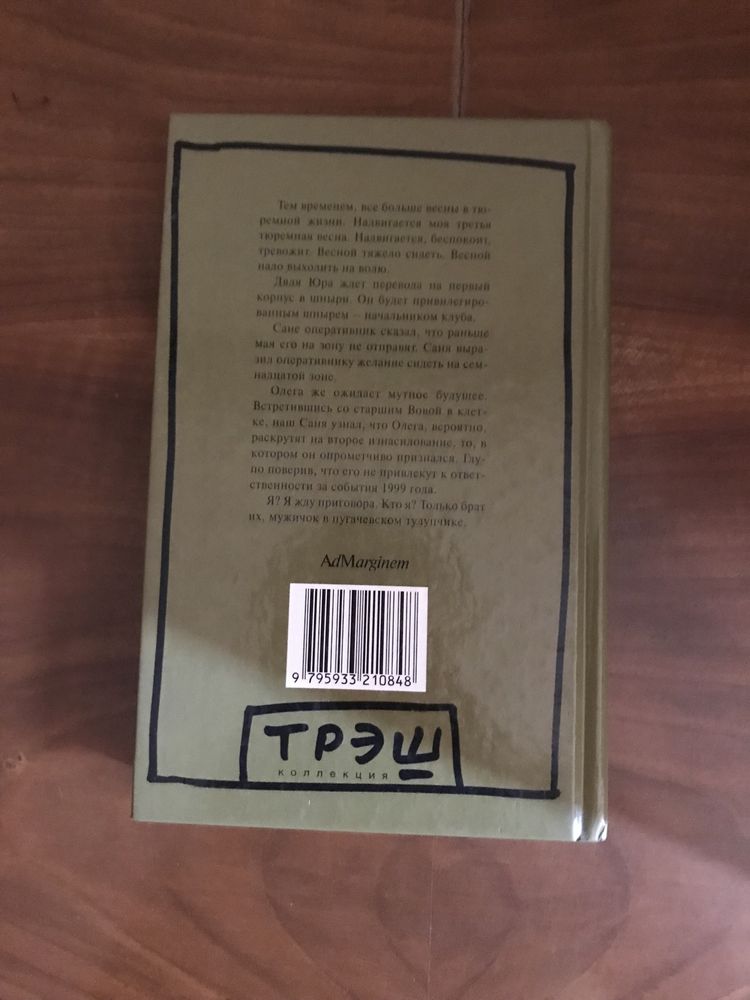 Тем временем, все больше весны в тю-
ремной жизни. Надвигается моя третья
тюремная весна. Надвигается, беспокоит,
тревожит. Весной тяжело сидеть. Весной
надо выходить на волю.
Дядя Юра ждет перевода на первый
корпус в шныри. Он будет привилегиро-
ванным шнырем – начальником клуба.
Сане оперативник сказал, что раньше
мая его на зону не отправят. Саня выра-
зил оперативнику желание сидеть на сем-
надцатой зоне.
Олега же ожидает мутное будущее.
Встретившись со старшим Вовой в клет-
ке, наш Саня узнал, что Олега, вероятно,
раскрутят на второе изнасилование, то, в
котором он опрометчиво признался. Глу-
по поверив, что его не привлекут к ответ-
ственности за события 1999 года.
Я? Я жду приговора. Кто я? Только брат
их, мужичок в пугачевском тулупчике.
AdMarginem
9 795933 210848
ТРЭШ
коллекция